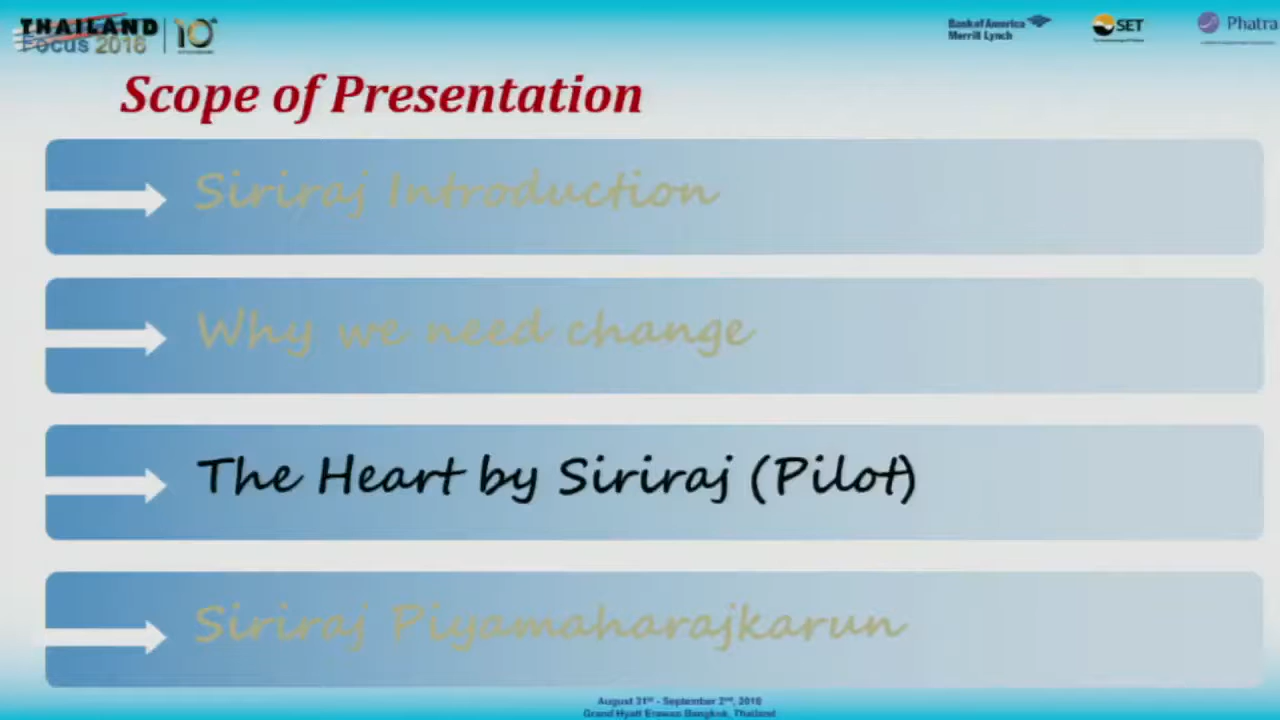 THAILAND
Focus 2016
10
Bank of America
Merrill Lynch
SET
Phatra
Scope of Presentation
Siriraj Introduction
Why we need change
The Heart by Siriraj (Pilot)
Siriraj Piyamaharajkarun
August 31st - September 2nd, 2016
Grand Hyatt Erawan Bangkok, Thailand